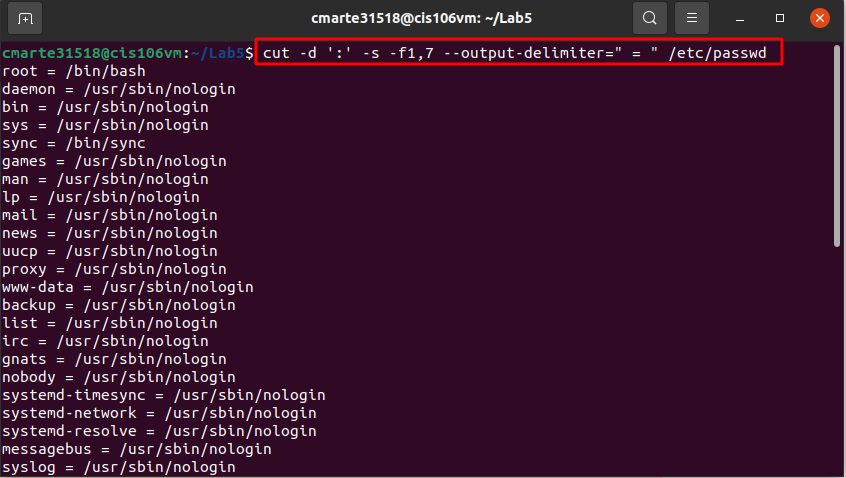 cmarte31518@cis106vm: ~/Lab5
cmarte31518@cis106vm:~/Lab5$ cut -d ':' -s -f1,7 --output-delimiter=" = " /etc/passwd
root = /bin/bash
daemon = /usr/sbin/nologin
bin = /usr/sbin/nologin
sys = /usr/sbin/nologin
sync = /bin/sync
games = /usr/sbin/nologin
man = /usr/sbin/nologin
lp = /usr/sbin/nologin
mail = /usr/sbin/nologin
news = /usr/sbin/nologin
uucp = /usr/sbin/nologin
proxy = /usr/sbin/nologin
www-data = /usr/sbin/nologin
backup = /usr/sbin/nologin
list = /usr/sbin/nologin
irc = /usr/sbin/nologin
gnats = /usr/sbin/nologin
nobody = /usr/sbin/nologin
systemd-timesync = /usr/sbin/nologin
systemd-network = /usr/sbin/nologin
systemd-resolve = /usr/sbin/nologin
messagebus = /usr/sbin/nologin
syslog = /usr/sbin/nologin